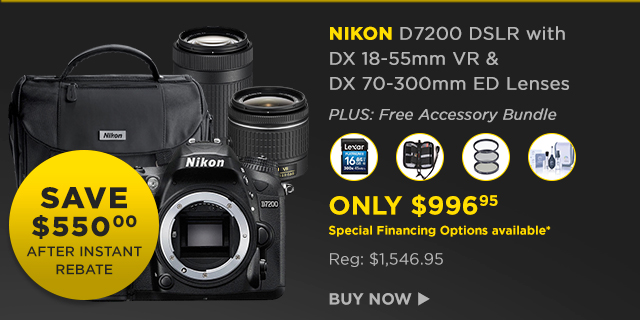 NIKON D7200 DSLR with
DX 18-55mm VR &
DX 70-300mm ED Lenses
PLUS: Free Accessory Bundle
Lexar
16
ONLY $996⁹⁵
Special Financing Options available*
Reg: $1,546.95
BUY NOW ▶
Nikon
Nikon
D7200
SAVE
$550⁰⁰
AFTER INSTANT
REBATE